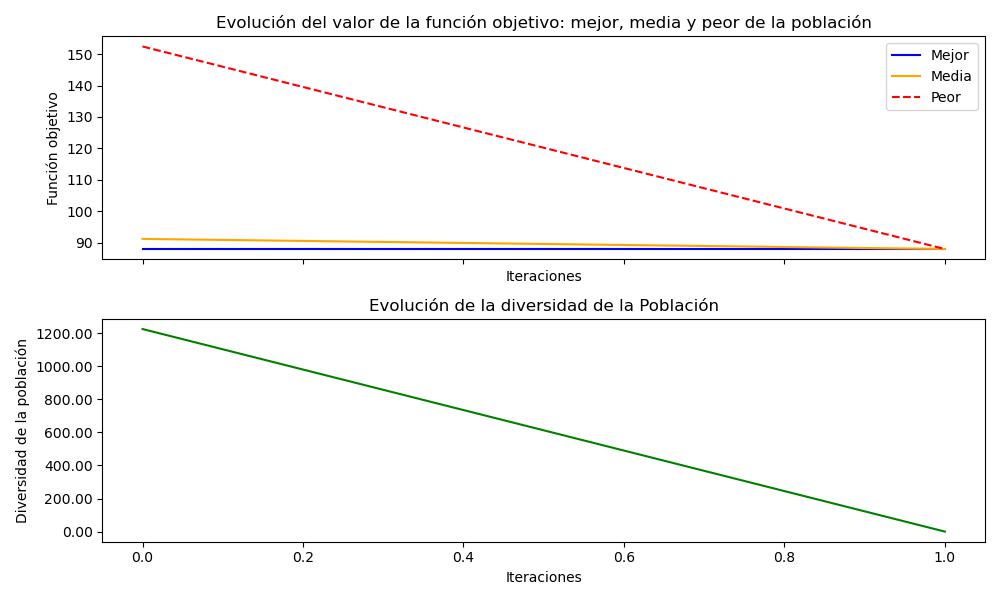 Evolución del valor de la función objetivo: mejor, media y peor de la población
150
140
130
120
110
100
90
Función objetivo
Mejor
Media
Peor
Iteraciones
Evolución de la diversidad de la Población
1200.00
1000.00
800.00
600.00
400.00
200.00
0.00
Diversidad de la población
0.0 0.2 0.4 0.6 0.8 1.0
Iteraciones